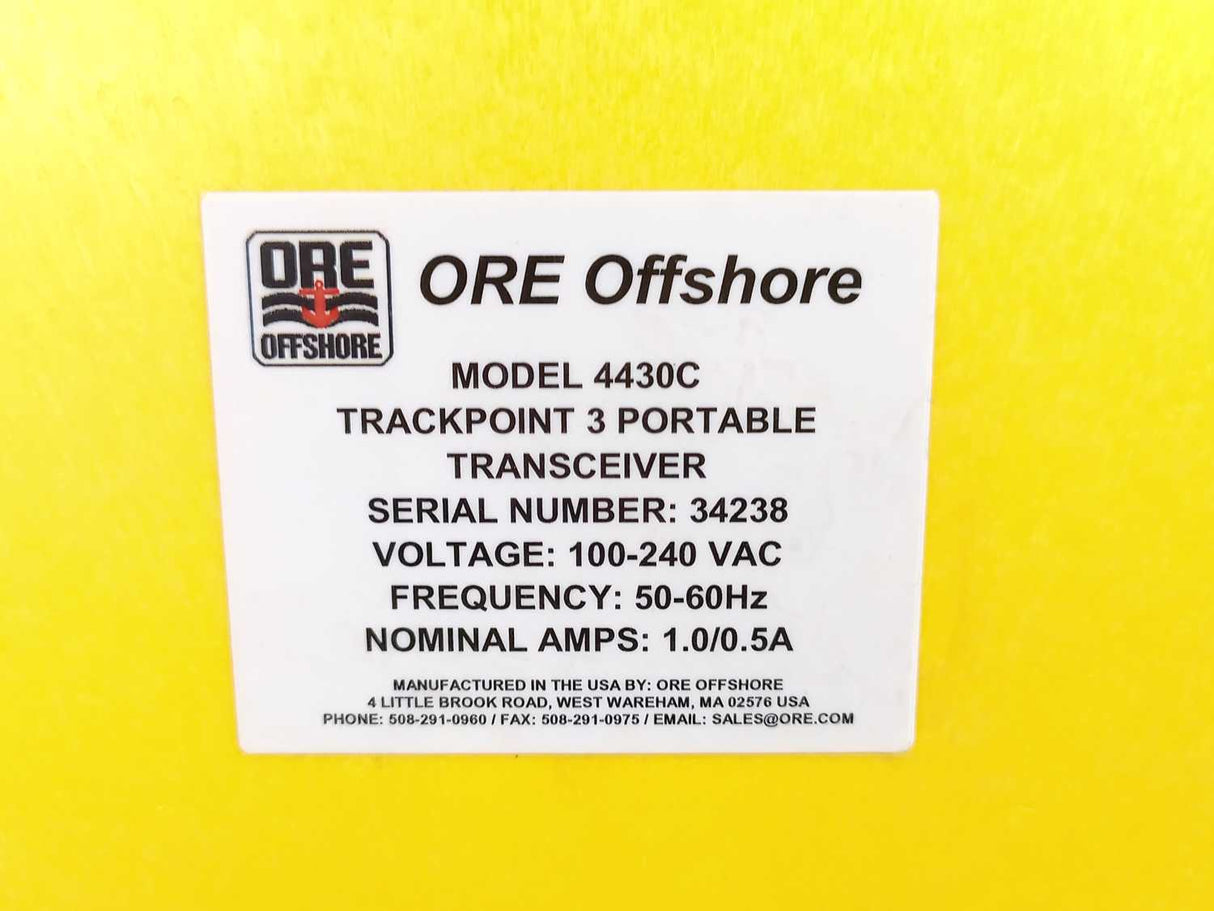 ORE
OFFSHORE
ORE Offshore
MODEL 4430C
TRACKPOINT 3 PORTABLE
TRANSCEIVER
SERIAL NUMBER: 34238
VOLTAGE: 100-240 VAC
FREQUENCY: 50-60Hz
NOMINAL AMPS: 1.0/0.5A
MANUFACTURED IN THE USA BY: ORE OFFSHORE
4 LITTLE BROOK ROAD, WEST WAREHAM, MA 02576 USA
PHONE: 508-291-0960 / FAX: 508-291-0975 / EMAIL: SALES@ORE.COM